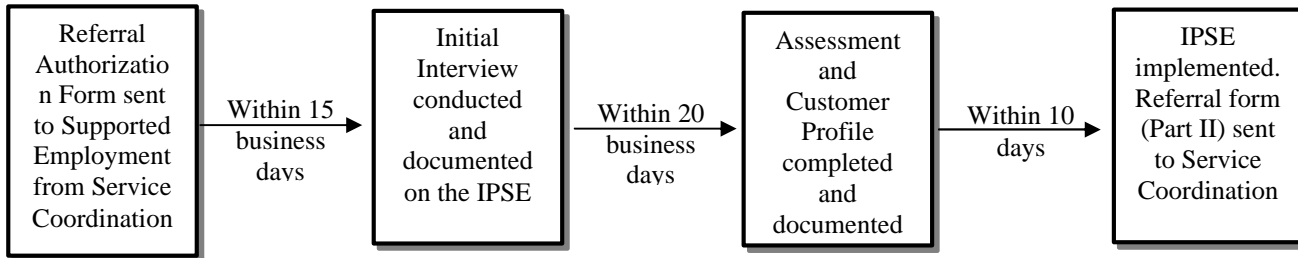 Referral
Authorizatio
n Form sent
to Supported
Employment
from Service
Coordination
Within 15
business
days
Initial
Interview
conducted
and
documented
on the IPSE
Within 20
business
days
Assessment
and
Customer
Profile
completed
and
documented
Within 10
days
IPSE
implemented.
Referral form
(Part II) sent
to Service
Coordination